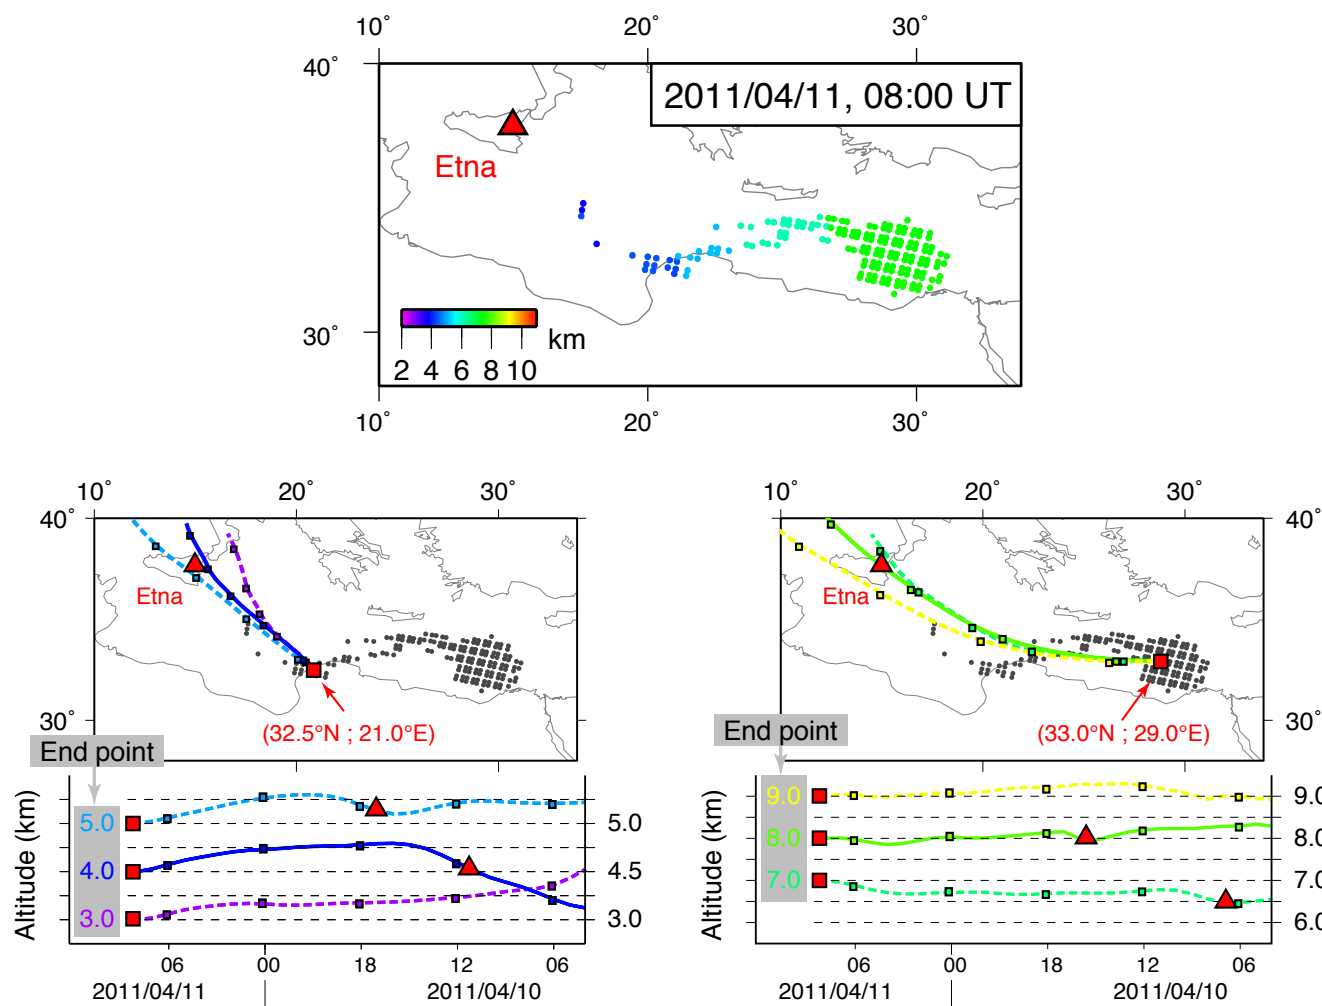 10° 20° 30°
40°
2011/04/11, 08:00 UT
Etna
30°
km
2 4 6 8 10
10° 20° 30°
10° 20° 30°
40° 40°
Etna
30° 30°
(32.5°N ; 21.0°E)
End point
Altitude (km)
5.0 5.0
4.0 4.5
3.0 3.0
06 00 18 12 06
2011/04/11 2011/04/10
10° 20° 30°
40°
Etna
30°
(33.0°N ; 29.0°E)
End point
Altitude (km)
9.0 9.0
8.0 8.0
7.0 7.0
6.0
06 00 18 12 06
2011/04/11 2011/04/10